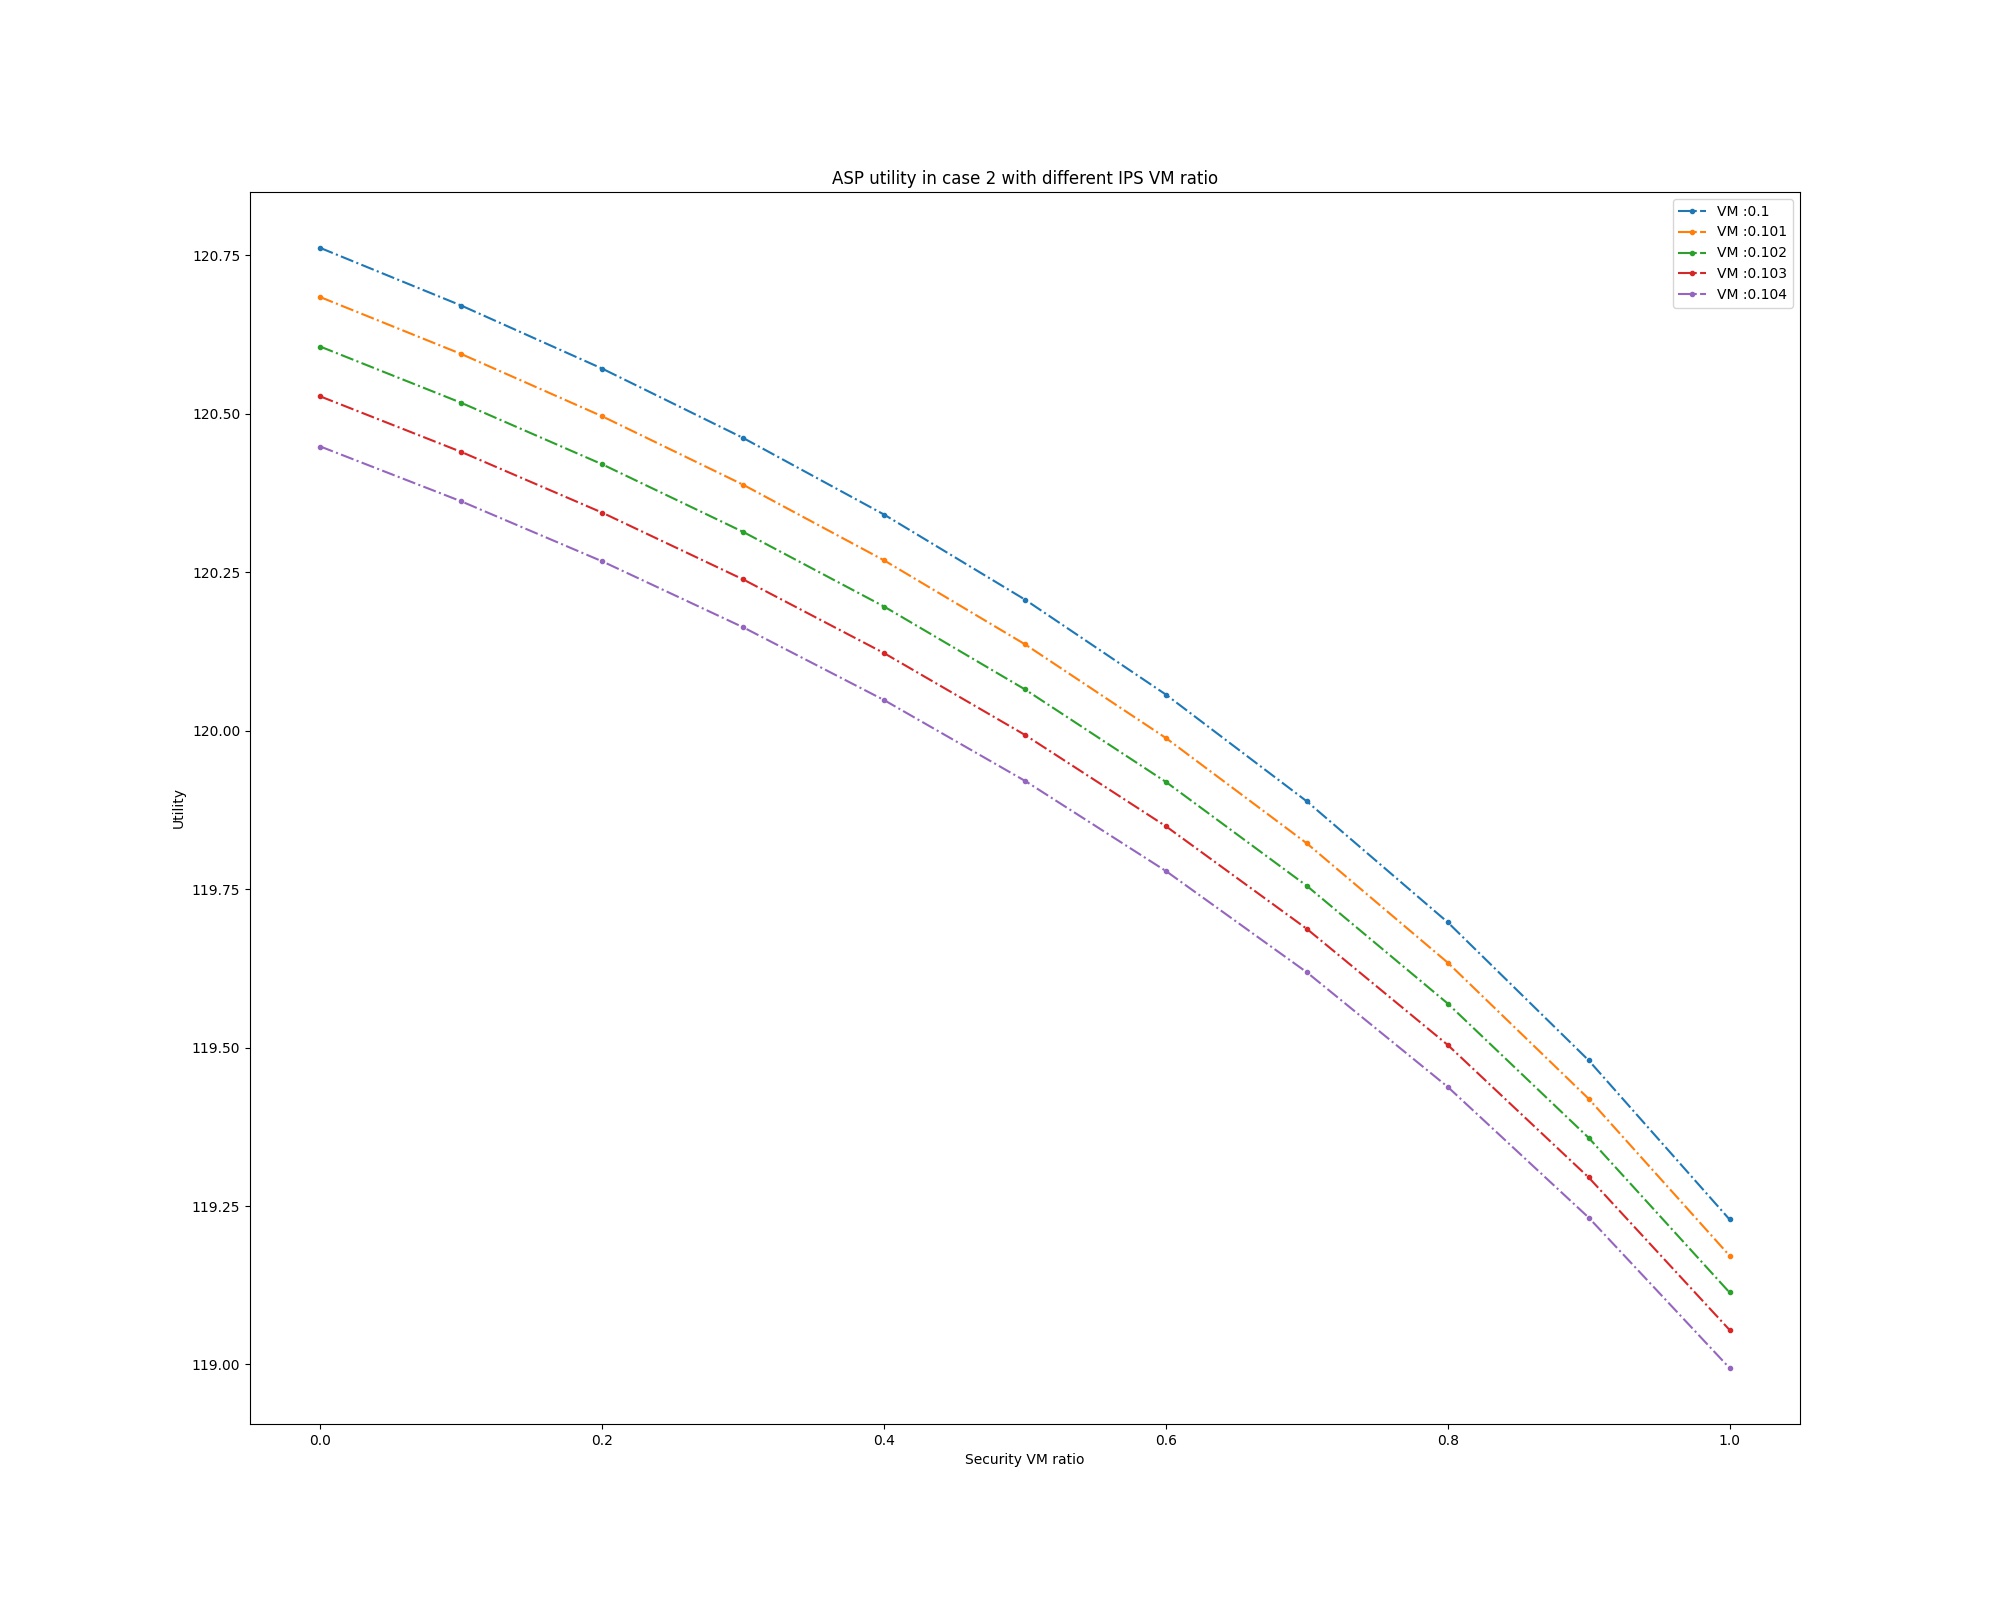 ASP utility in case 2 with different IPS VM ratio
VM :0.1
VM :0.101
VM :0.102
VM :0.103
VM :0.104
120.75
120.50
120.25
120.00
119.75
119.50
119.25
119.00
Utility
0.0 0.2 0.4 0.6 0.8 1.0
Security VM ratio